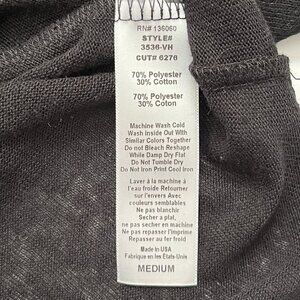 RN# 136060
STYLE#
3536-VH
CUT# 6276
70% Polyester
30% Cotton
70% Polyester
30% Coton
Machine Wash Cold
Wash Inside Out With
Similar Colors Together
Do not Bleach Reshape
While Damp Dry Flat
Do Not Tumble Dry
Do Not Iron Print Cool Iron
Laver à la machine à
l'eau froide Retourner
sur l'envers Avec
couleurs semblables
Ne pas blanchir
Secher a plat,
ne pas secher en machine
Ne pas repasser l'imprime
Repasser au fer froid
Made In USA
Fabrique en les États-Unis
MEDIUM